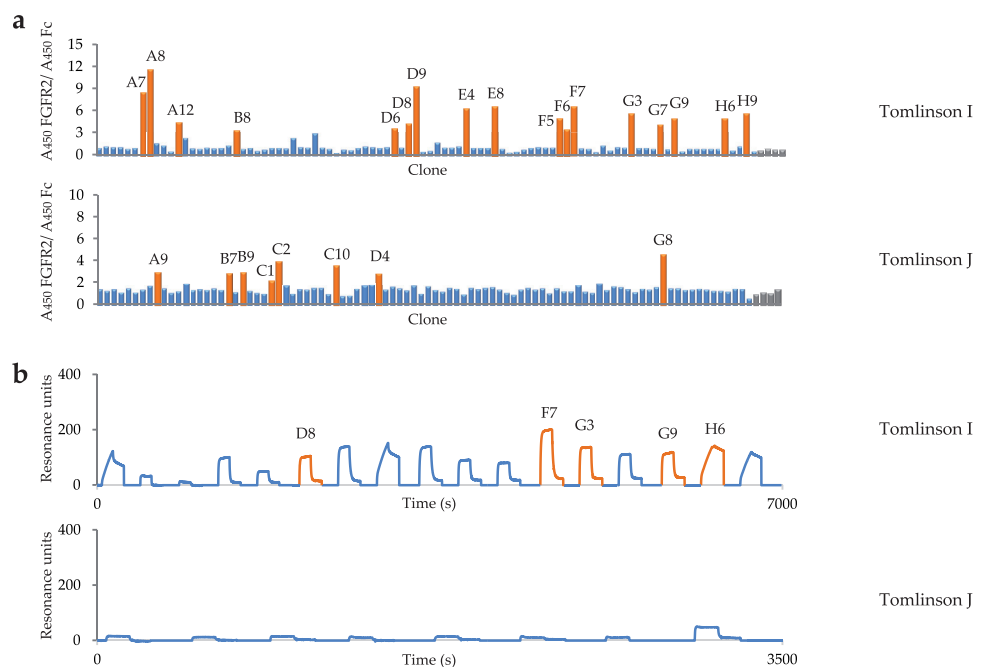 a
A450 FGFR2/ A450 Fc
15
12
9
6
3
0
A7
A8
A12
B8
D6
D8
D9
E4
E8
F5
F6
F7
G3
G7
G9
H6
H9
Clone
Tomlinson I
A450 FGFR2/ A450 Fc
10
8
6
4
2
0
A9
B7
B9
C1
C2
C10
D4
G8
Clone
Tomlinson J
b
Resonance units
400
200
0
D8
F7
G3
G9
H6
0
Time (s)
7000
Tomlinson I
Resonance units
400
200
0
0
Time (s)
3500
Tomlinson J